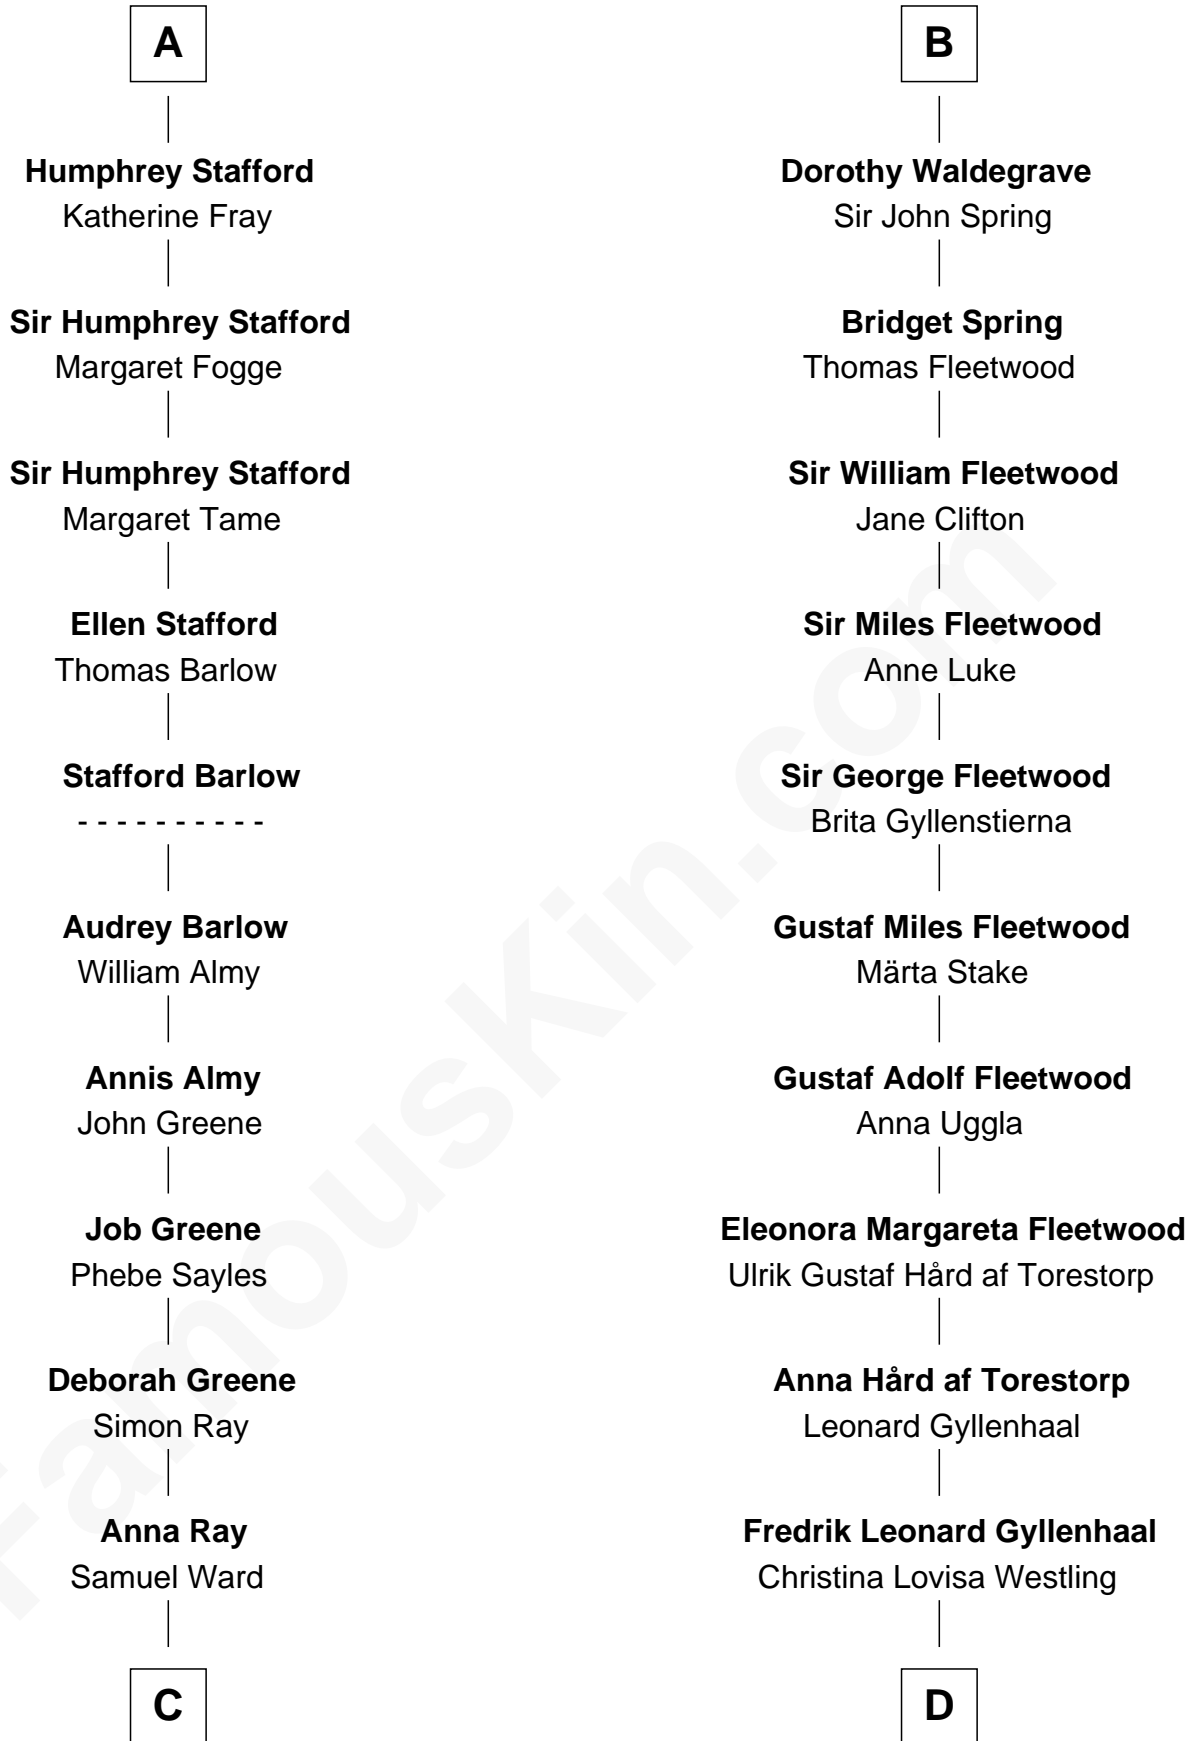 A
Humphrey Stafford
Katherine Fray
Sir Humphrey Stafford
Margaret Fogge
Sir Humphrey Stafford
Margaret Tame
Ellen Stafford
Thomas Barlow
Stafford Barlow
- - - - - - - - - -
Audrey Barlow
William Almy
Annis Almy
John Greene
Job Greene
Phebe Sayles
Deborah Greene
Simon Ray
Anna Ray
Samuel Ward
C
B
Dorothy Waldegrave
Sir John Spring
Bridget Spring
Thomas Fleetwood
Sir William Fleetwood
Jane Clifton
Sir Miles Fleetwood
Anne Luke
Sir George Fleetwood
Brita Gyllenstierna
Gustaf Miles Fleetwood
Märta Stake
Gustaf Adolf Fleetwood
Anna Uggla
Eleonora Margareta Fleetwood
Ulrik Gustaf Hård af Torestorp
Anna Hård af Torestorp
Leonard Gyllenhaal
Fredrik Leonard Gyllenhaal
Christina Lovisa Westling
D
FamousKin.com